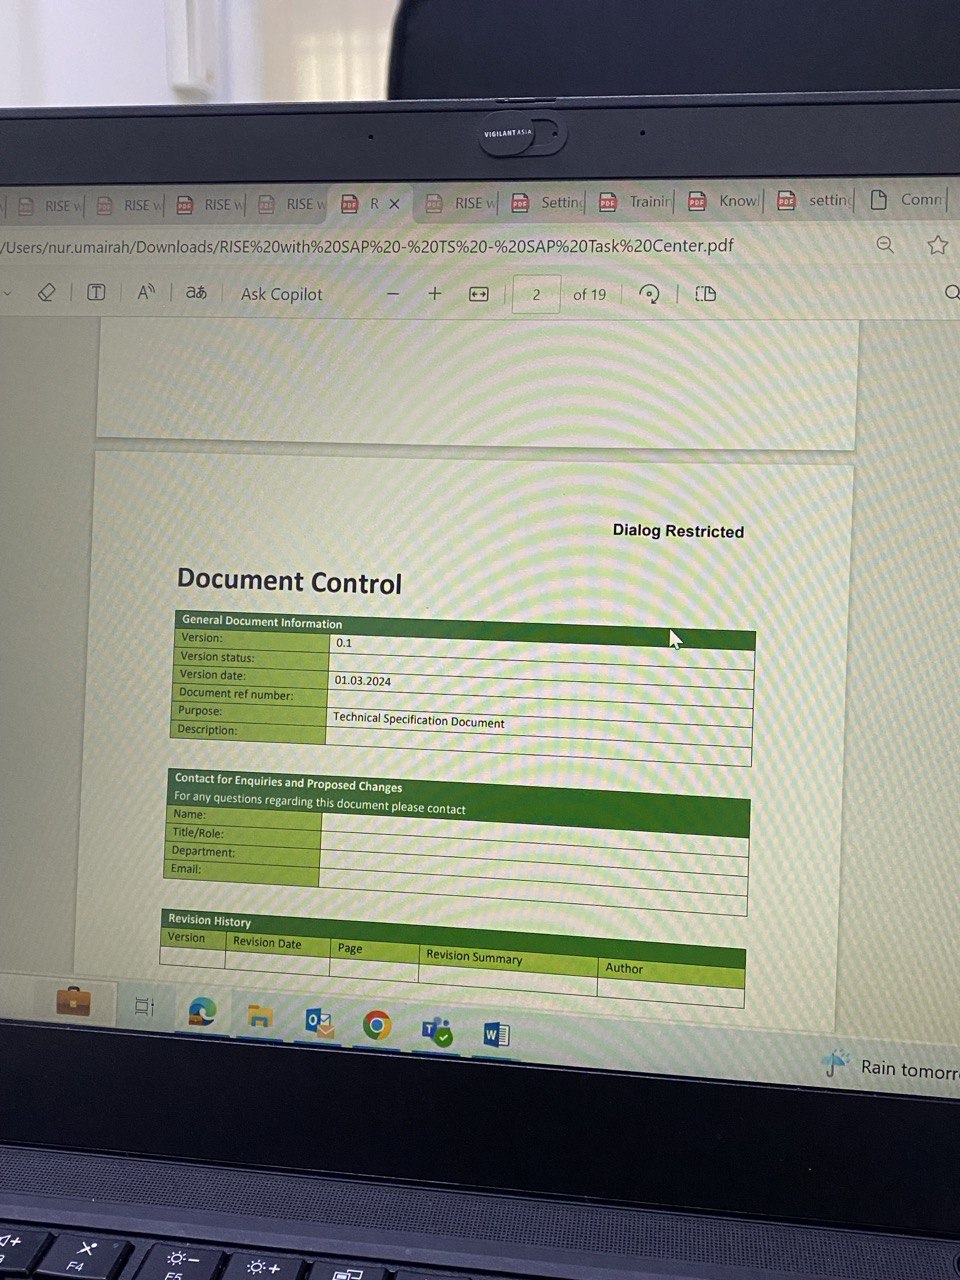 VIGILANT ASIA
RISE w
RISE w
RISE w
RISE w
R
RISE w
Setting
Trainin
Know
setting
Comn
/Users/nur.umairah/Downloads/RISE%20with%20SAP%20-%20TS%20-%20SAP%20Task%20Center.pdf
Ask Copilot
2 of 19
Dialog Restricted
Document Control
General Document Information
Version: 0.1
Version status:
Version date: 01.03.2024
Document ref number:
Purpose: Technical Specification Document
Description:
Contact for Enquiries and Proposed Changes
For any questions regarding this document please contact
Name:
Title/Role:
Department:
Email:
Revision History
Version Revision Date Page Revision Summary Author
Rain tomorr
F4
F5